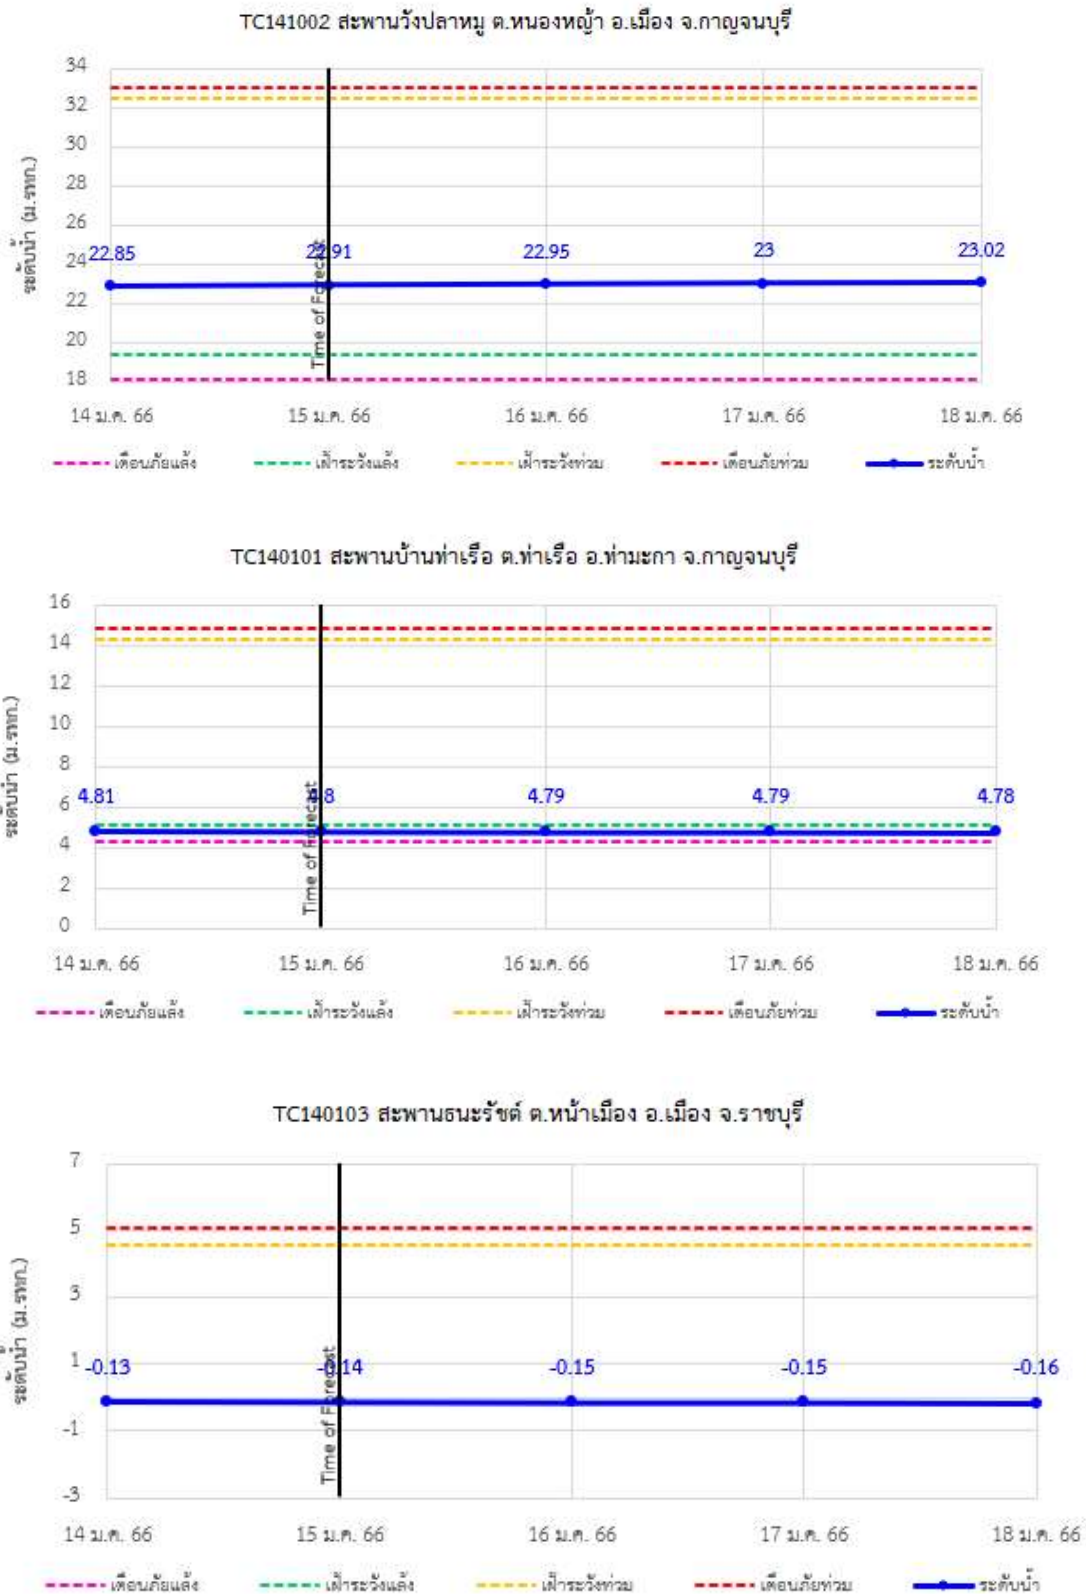 TC141002 สะพานวังปลาหมู ต.หนองหญ้า อ.เมือง จ.กาญจนบุรี
34
32
30
28
26
24
22
20
18
ระดับน้ำ (ม.รทก.)
22.85 22.91 22.95 23 23.02
Time of Forecast
14 ม.ค. 66 15 ม.ค. 66 16 ม.ค. 66 17 ม.ค. 66 18 ม.ค. 66
เตือนภัยแล้ง เฝ้าระวังแล้ง เฝ้าระวังท่วม เตือนภัยท่วม ระดับน้ำ
TC140101 สะพานบ้านท่าเรือ ต.ท่าเรือ อ.ท่ามะกา จ.กาญจนบุรี
16
14
12
10
8
6
4
2
0
ระดับน้ำ (ม.รทก.)
4.81 4.8 4.79 4.79 4.78
Time of Forecast
14 ม.ค. 66 15 ม.ค. 66 16 ม.ค. 66 17 ม.ค. 66 18 ม.ค. 66
เตือนภัยแล้ง เฝ้าระวังแล้ง เฝ้าระวังท่วม เตือนภัยท่วม ระดับน้ำ
TC140103 สะพานธนะรัชต์ ต.หน้าเมือง อ.เมือง จ.ราชบุรี
7
5
3
1
-1
-3
ระดับน้ำ (ม.รทก.)
-0.13 -0.14 -0.15 -0.15 -0.16
Time of Forecast
14 ม.ค. 66 15 ม.ค. 66 16 ม.ค. 66 17 ม.ค. 66 18 ม.ค. 66
เตือนภัยแล้ง เฝ้าระวังแล้ง เฝ้าระวังท่วม เตือนภัยท่วม ระดับน้ำ